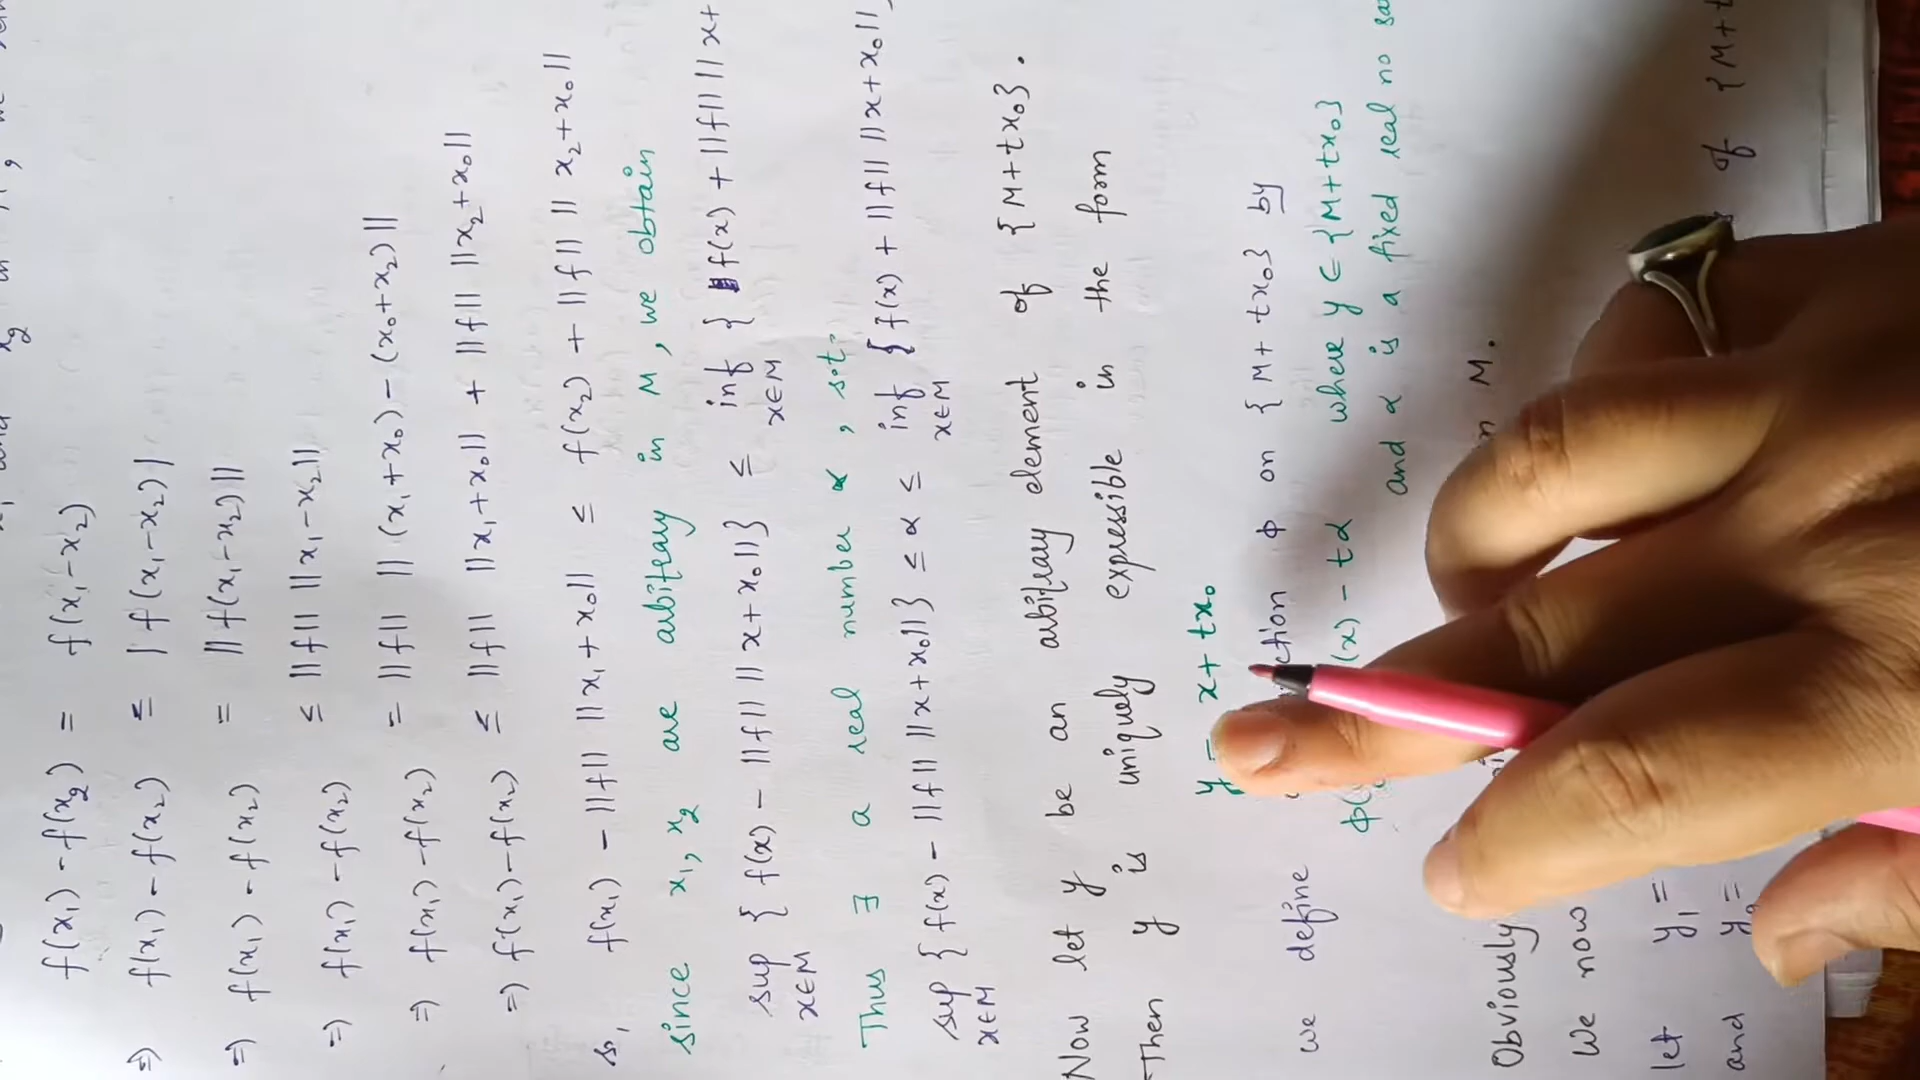 f(x₁) - f(x₂) = f(x₁-x₂)
⇒ f(x₁) - f(x₂) ≤ |f(x₁-x₂)|
⇒ f(x₁) - f(x₂) = ||f(x₁-x₂)||
⇒ f(x₁) - f(x₂) ≤ ||f|| ||x₁-x₂||
⇒ f(x₁) - f(x₂) = ||f|| ||(x₁+x₀) - (x₀+x₂)||
⇒ f(x₁) - f(x₂) ≤ ||f|| ||x₁+x₀|| + ||f|| ||x₂+x₀||
so, f(x₁) - ||f|| ||x₁+x₀|| ≤ f(x₂) + ||f|| ||x₂+x₀||
since x₁, x₂ are arbitrary in M, we obtain
sup {f(x) - ||f|| ||x+x₀||} ≤ inf { f(x) + ||f|| ||x+
x∈M x∈M
Thus ∃ a real number α, s.t.
sup {f(x) - ||f|| ||x+x₀||} ≤ α ≤ inf {f(x) + ||f|| ||x+x₀||
x∈M x∈M
Now let y be an arbitrary element of {M+tx₀}.
Then y is uniquely expressible in the form
y = x+tx₀
we define ϕ on {M+tx₀} by
(x) - tα where y ∈ {M+tx₀}
and α is a fixed real no
Obviously M.
We now
let y₁ = of {M+t
and y₂ =